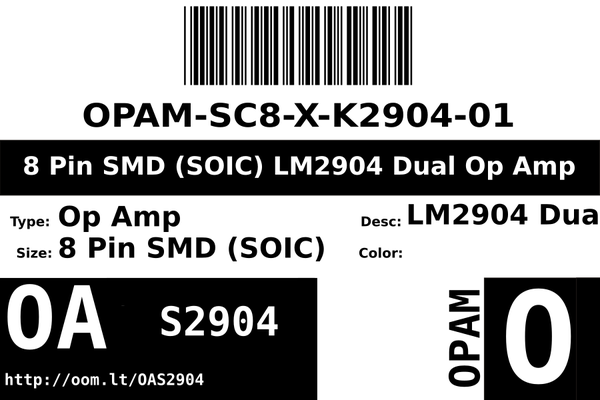 OPAM-SC8-X-K2904-01
8 Pin SMD (SOIC) LM2904 Dual Op Amp
Type: Op Amp
Desc: LM2904 Dua
Size: 8 Pin SMD (SOIC)
Color:
OA
S2904
http://oom.lt/OAS2904
OPAM
O